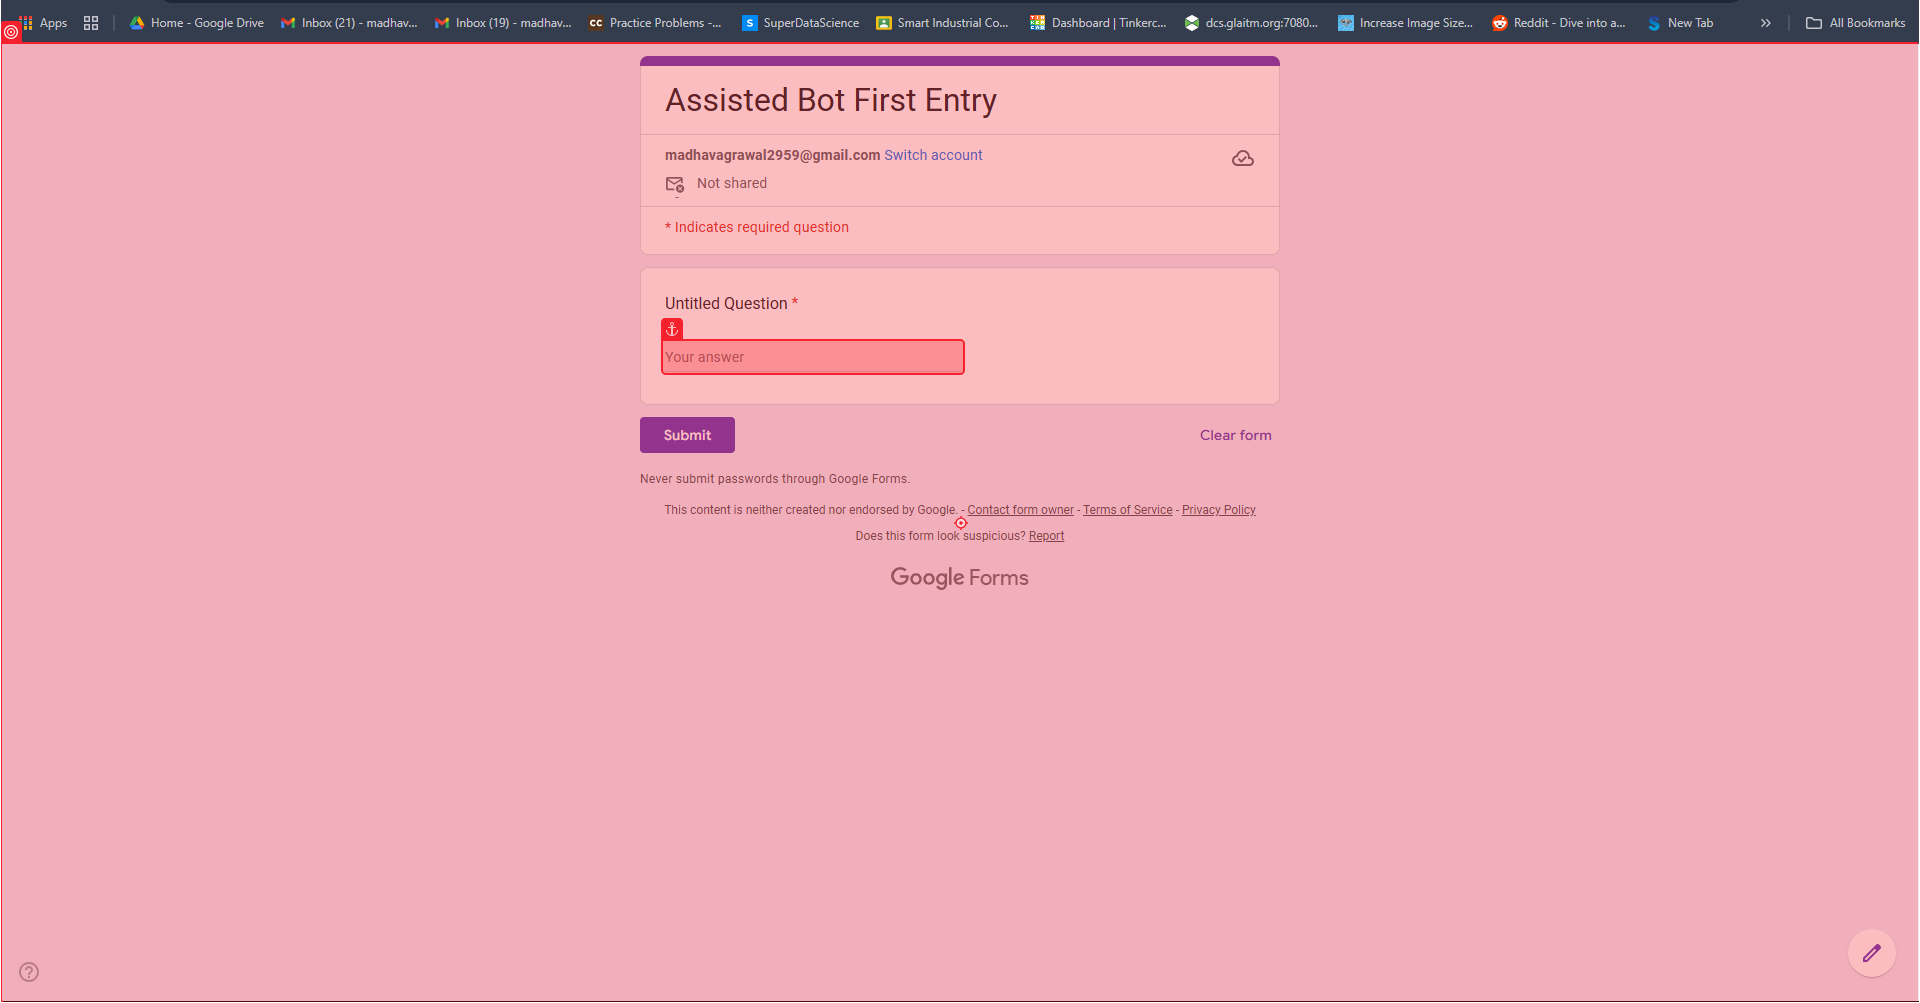 Apps Home - Google Drive Inbox (21) - madhav... Inbox (19) - madhav... CC Practice Problems -... S SuperDataScience Smart Industrial Co... TINKERCAD Dashboard | Tinkerc... dcs.glaitm.org:7080... Increase Image Size... Reddit - Dive into a... S New Tab » All Bookmarks
Assisted Bot First Entry
madhavagrawal2959@gmail.com Switch account
Not shared
* Indicates required question
Untitled Question *
Your answer
Submit Clear form
Never submit passwords through Google Forms.
This content is neither created nor endorsed by Google. - Contact form owner - Terms of Service - Privacy Policy
Does this form look suspicious? Report
Google Forms